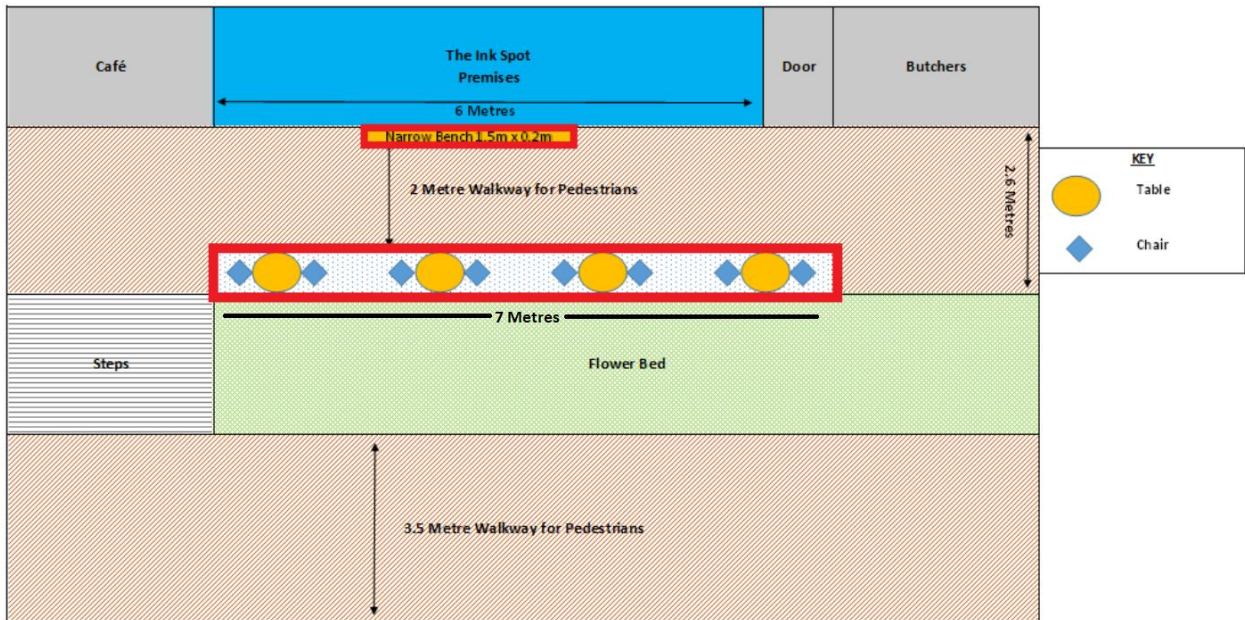 Café
The Ink Spot
Premises
Door
Butchers
6 Metres
Narrow Bench 1.5m x 0.2m
2 Metre Walkway for Pedestrians
2.6 Metres
KEY
Table
Chair
7 Metres
Steps
Flower Bed
3.5 Metre Walkway for Pedestrians